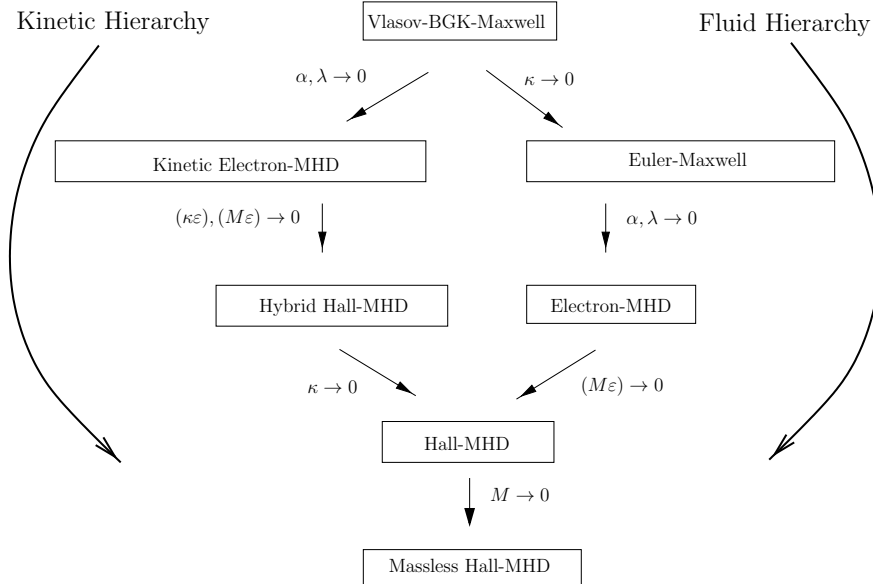 Kinetic Hierarchy
Vlasov-BGK-Maxwell
Fluid Hierarchy
α, λ → 0
κ → 0
Kinetic Electron-MHD
Euler-Maxwell
(κε), (Mε) → 0
α, λ → 0
Hybrid Hall-MHD
Electron-MHD
κ → 0
(Mε) → 0
Hall-MHD
M → 0
Massless Hall-MHD